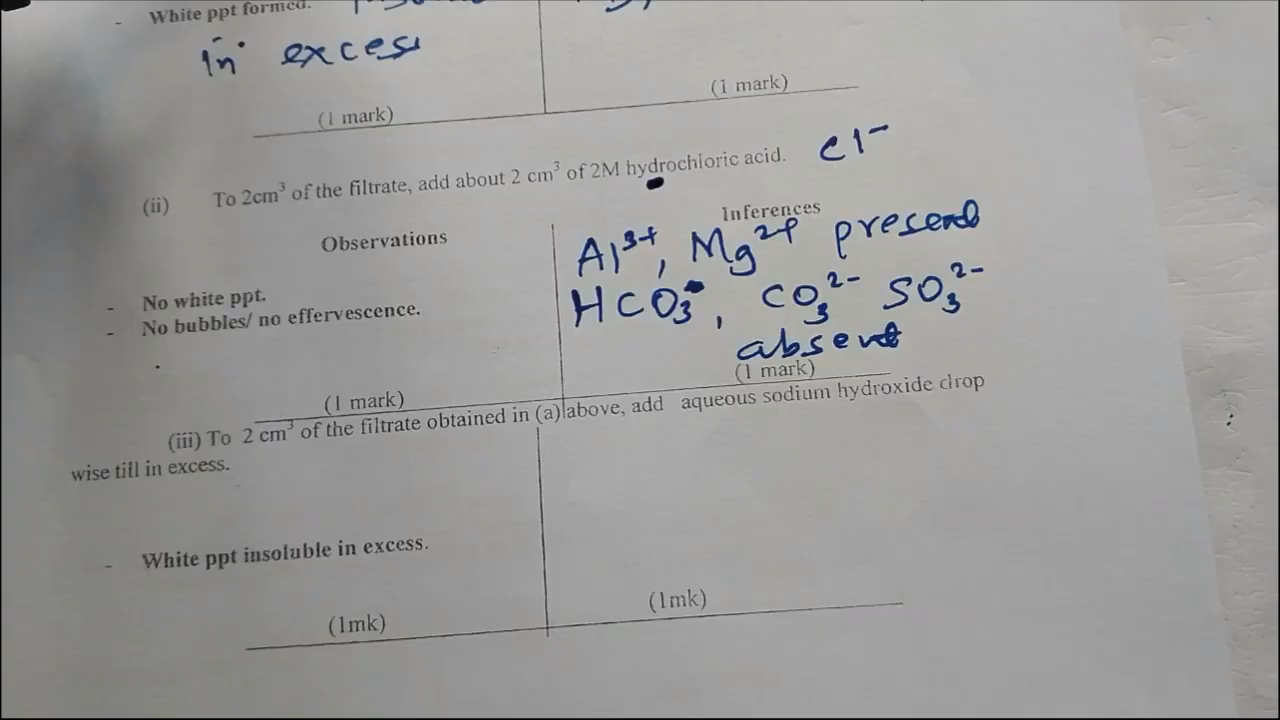 - White ppt formed.
in excess
(1 mark)
(1 mark)
(ii) To 2cm³ of the filtrate, add about 2 cm³ of 2M hydrochloric acid. Cl⁻
Observations
Inferences
- No white ppt.
- No bubbles/ no effervescence.
Al³⁺, Mg²⁺ present
HCO₃⁻, CO₃²⁻ SO₃²⁻
absent
(1 mark)
(1 mark)
(iii) To 2 cm³ of the filtrate obtained in (a) above, add aqueous sodium hydroxide drop
wise till in excess.
- White ppt insoluble in excess.
(1mk)
(1mk)